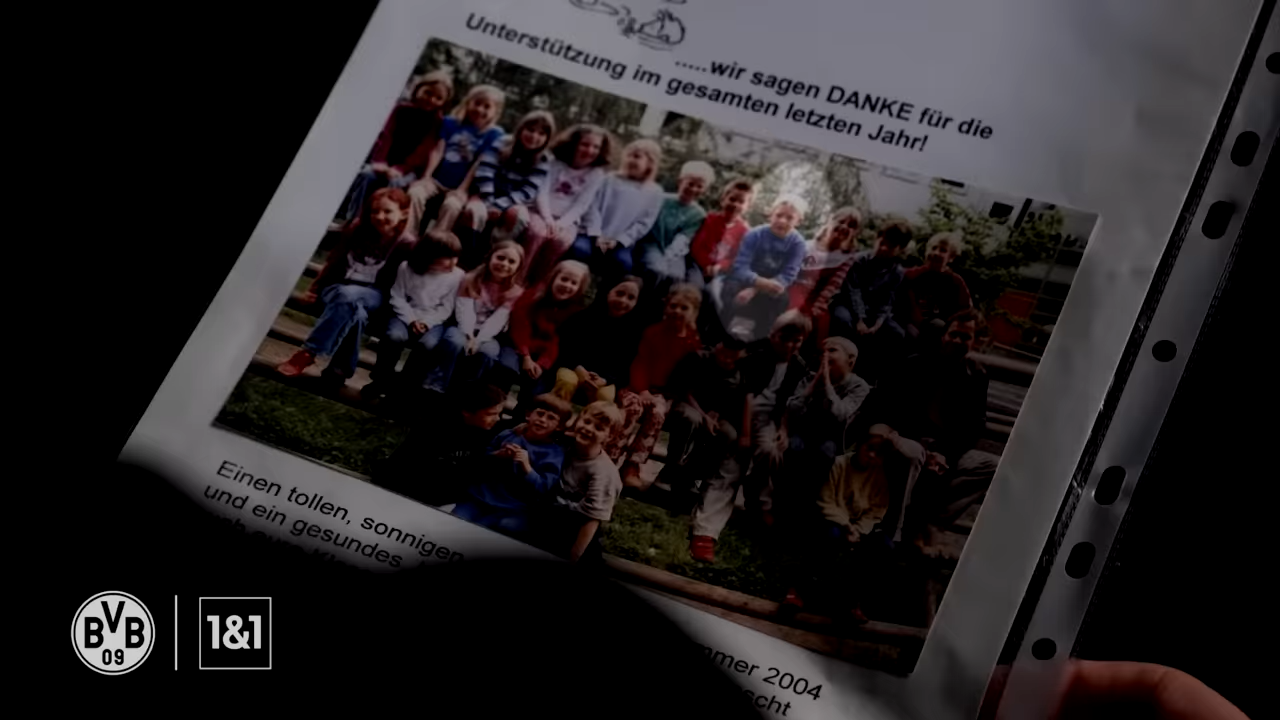 .....wir sagen DANKE für die
Unterstützung im gesamten letzten Jahr!
Einen tollen, sonnigen
und ein gesundes
2004
BVB
09
1&1